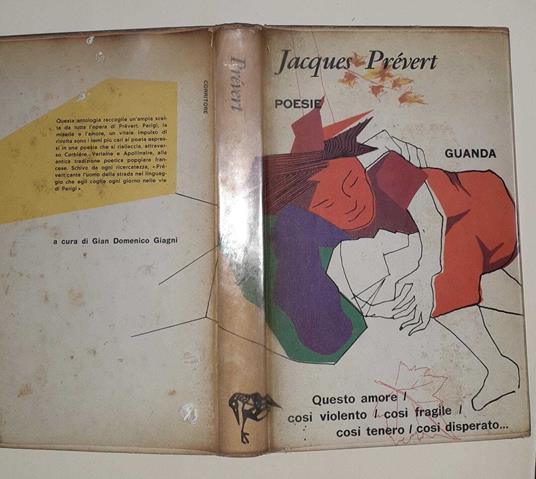 Questa antologia raccoglie un'ampia scel-
ta da tutta l'opera di Prévert. Parigi, la
miseria e l'amore, un vitale impulso di
rivolta sono i temi più cari al poeta espres-
si in una poesia che si riallaccia, attraver-
so Corbière, Verlaine e Apollinaire, alla
antica tradizione poetica popolare fran-
cese. Schivo da ogni ricercatezza, «Pré-
vert canta l'uomo della strada nel linguag-
gio che egli coglie ogni giorno nelle vie
di Parigi».
a cura di Gian Domenico Giagni
CORRITORE
Prévert
Jacques Prévert
POESIE
GUANDA
Questo amore /
così violento / così fragile /
così tenero / così disperato...